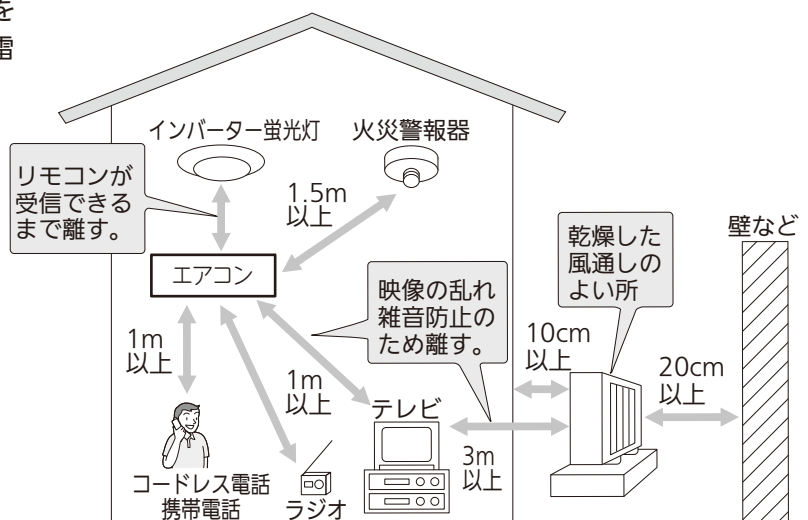 を
雷
インバーター蛍光灯
火災警報器
リモコンが
受信できる
まで離す。
1.5m
以上
エアコン
乾燥した
風通しの
よい所
壁など
映像の乱れ
雑音防止の
ため離す。
1m
以上
10cm
以上
20cm
以上
1m
以上
テレビ
3m
以上
コードレス電話
携帯電話
ラジオ